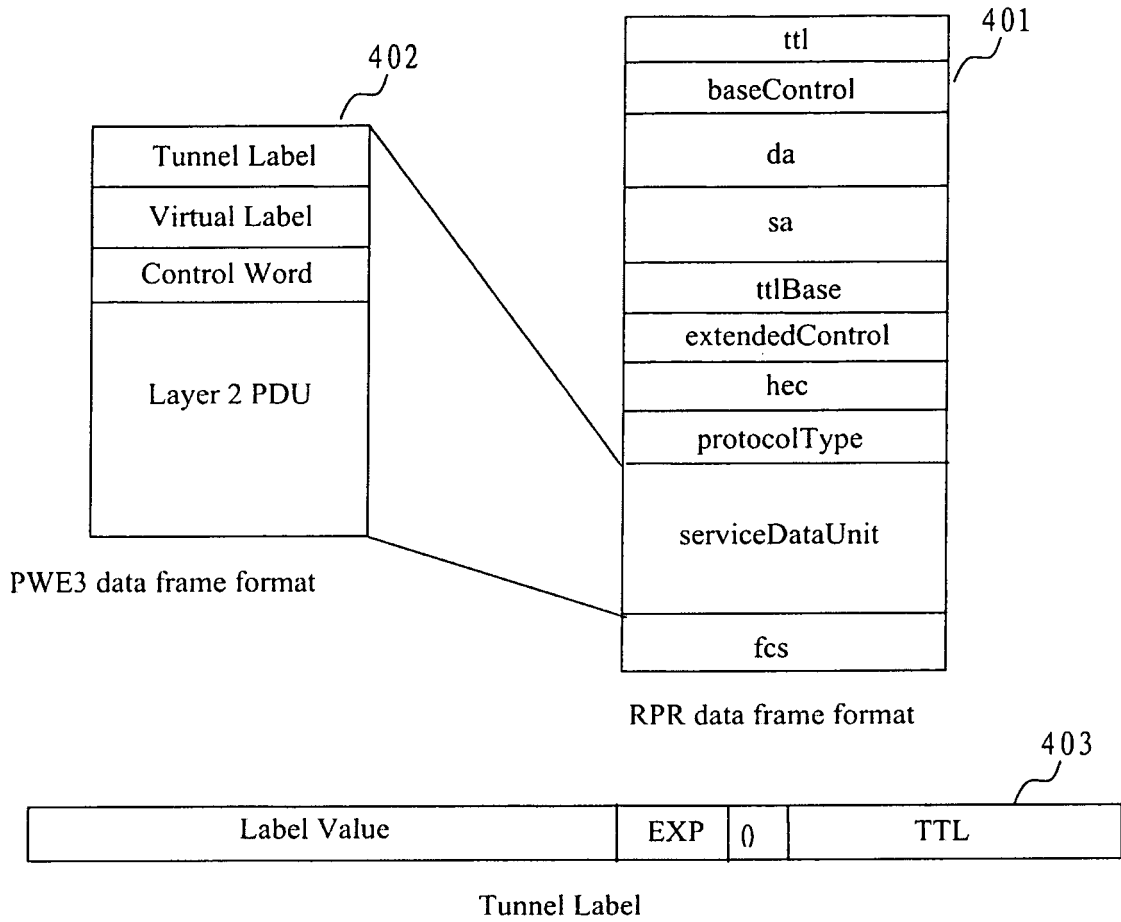 402
Tunnel Label
Virtual Label
Control Word
Layer 2 PDU
PWE3 data frame format
401
ttl
baseControl
da
sa
ttlBase
extendedControl
hec
protocolType
serviceDataUnit
fcs
RPR data frame format
403
Label Value EXP 0 TTL
Tunnel Label